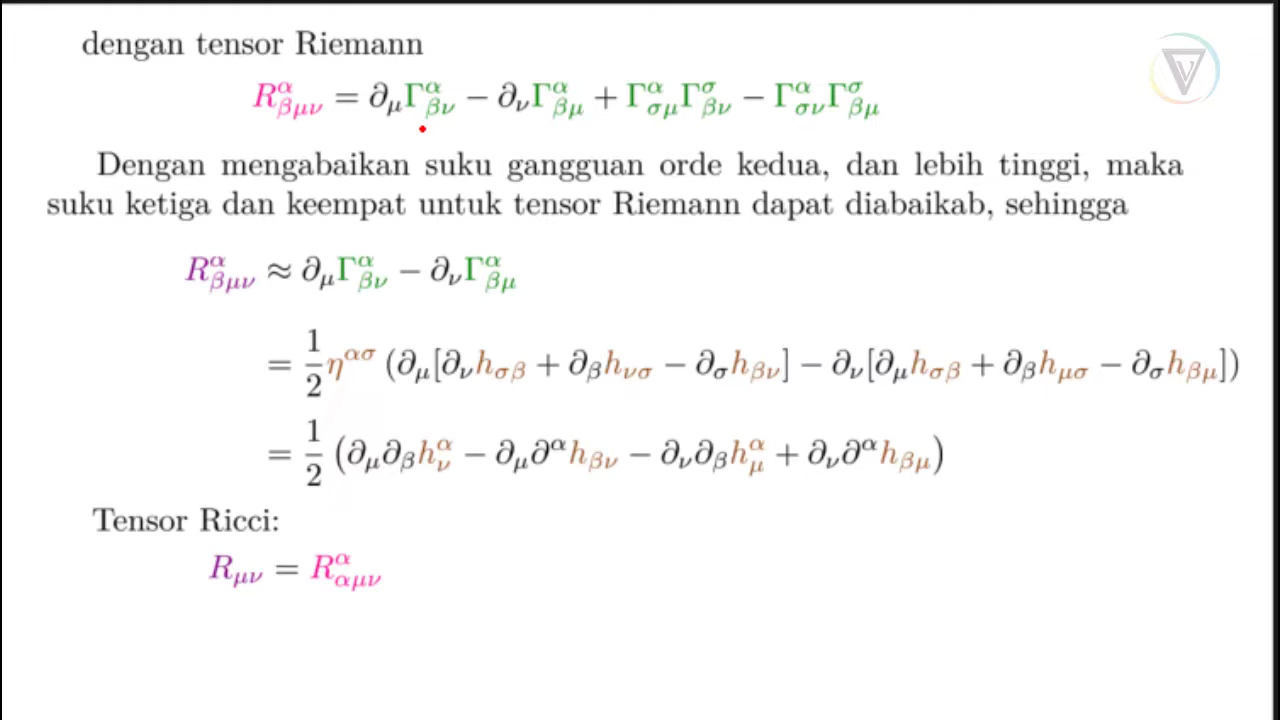 dengan tensor Riemann
R^α_{βμν} = ∂_μΓ^α_{βν} − ∂_νΓ^α_{βμ} + Γ^α_{σμ}Γ^σ_{βν} − Γ^α_{σν}Γ^σ_{βμ}
Dengan mengabaikan suku gangguan orde kedua, dan lebih tinggi, maka
suku ketiga dan keempat untuk tensor Riemann dapat diabaikab, sehingga
R^α_{βμν} ≈ ∂_μΓ^α_{βν} − ∂_νΓ^α_{βμ}
= 1/2 η^{ασ} (∂_μ[∂_νh_{σβ} + ∂_βh_{νσ} − ∂_σh_{βν}] − ∂_ν[∂_μh_{σβ} + ∂_βh_{μσ} − ∂_σh_{βμ}])
= 1/2 (∂_μ∂_βh^α_ν − ∂_μ∂^αh_{βν} − ∂_ν∂_βh^α_μ + ∂_ν∂^αh_{βμ})
Tensor Ricci:
R_{μν} = R^α_{αμν}